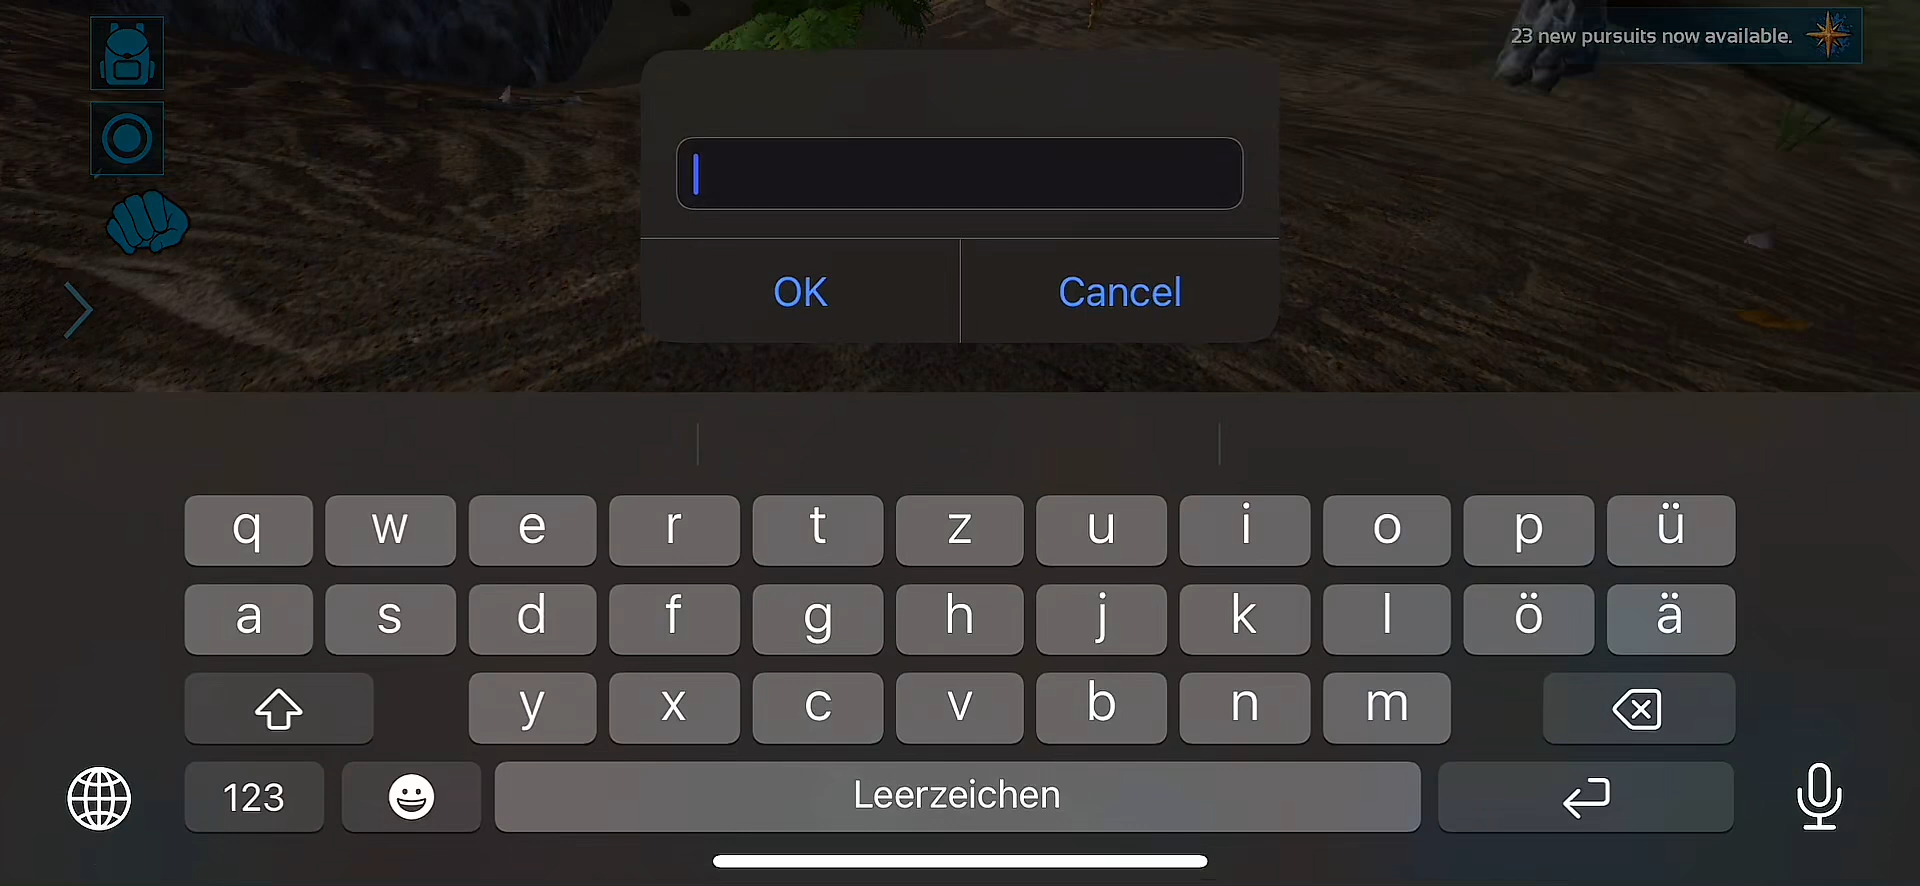 23 new pursuits now available.
OK
Cancel
q w e r t z u i o p ü
a s d f g h j k l ö ä
y x c v b n m
123
Leerzeichen